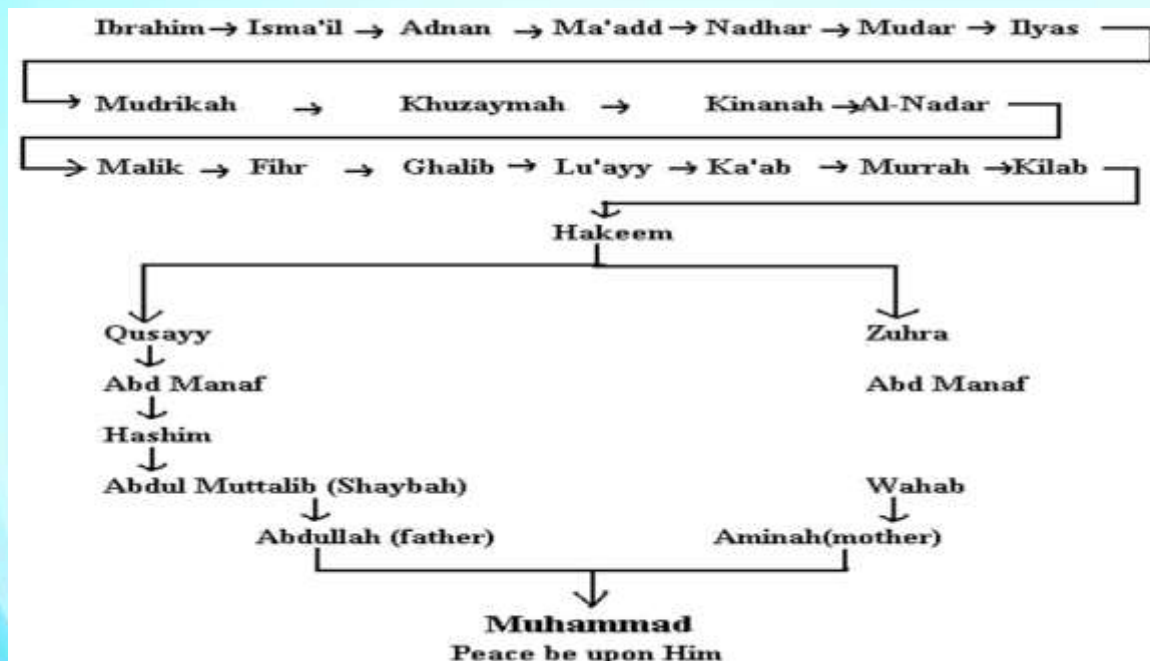 Ibrahim → Isma'il → Adnan → Ma'add → Nadhar → Mudar → Ilyas
Mudrikah → Khuzaymah → Kinanah → Al-Nadar
Malik → Fihr → Ghalib → Lu'ayy → Ka'ab → Murrah → Kilab
Hakeem
Qusayy Zuhra
Abd Manaf Abd Manaf
Hashim
Abdul Muttalib (Shaybah) Wahab
Abdullah (father) Aminah(mother)
Muhammad
Peace be upon Him